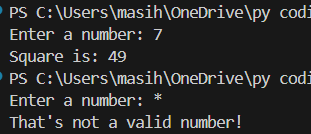 PS C:\Users\masih\OneDrive\py codi
Enter a number: 7
Square is: 49
PS C:\Users\masih\OneDrive\py codi
Enter a number: *
That's not a valid number!